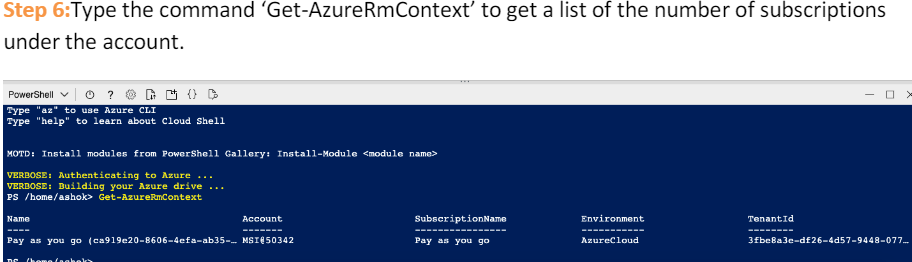 Step 6:Type the command ‘Get-AzureRmContext’ to get a list of the number of subscriptions
under the account.
PowerShell
Type "az" to use Azure CLI
Type "help" to learn about Cloud Shell
MOTD: Install modules from PowerShell Gallery: Install-Module <module name>
VERBOSE: Authenticating to Azure ...
VERBOSE: Building your Azure drive ...
PS /home/ashok> Get-AzureRmContext
Name Account SubscriptionName Environment TenantId
---- ------- ---------------- ----------- --------
Pay as you go (ca919e20-8606-4efa-ab35-… MSI@50342 Pay as you go AzureCloud 3fbe8a3e-df26-4d57-9448-077…
PS /home/ashok>